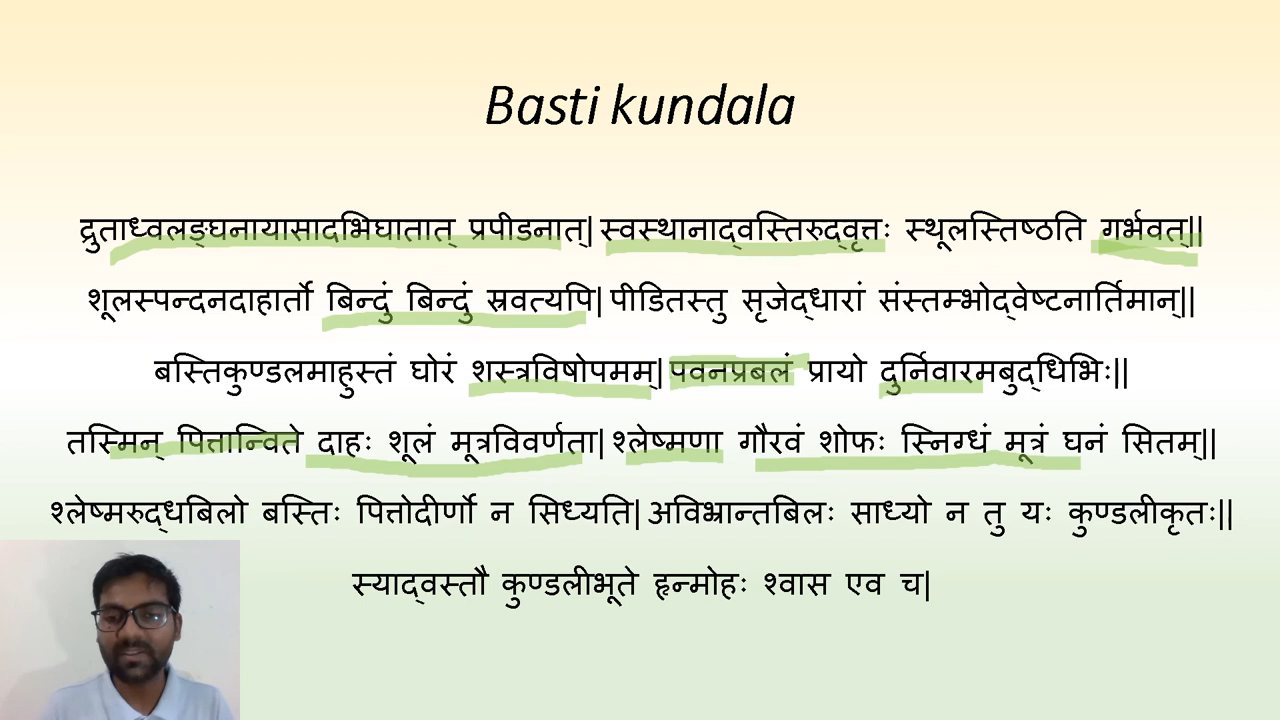 Basti kundala
द्रुताध्वलङ्घनायासादभिघातात् प्रपीडनात्| स्वस्थानाद्वस्तिरुद्वृत्तः स्थूलस्तिष्ठति गर्भवत्||
शूलस्पन्दनदाहार्तो बिन्दुं बिन्दुं स्रवत्यपि| पीडितस्तु सृजेद्धारां संस्तम्भोद्वेष्टनार्तिमान्||
बस्तिकुण्डलमाहुस्तं घोरं शस्त्रविषोपमम्| पवनप्रबलं प्रायो दुर्निवारमबुद्धिभिः||
तस्मिन् पित्तान्विते दाहः शूलं मूत्रविवर्णता| श्लेष्मणा गौरवं शोफः स्निग्धं मूत्रं घनं सितम्||
श्लेष्मरुद्धबिलो बस्तिः पित्तोदीर्णो न सिध्यति| अविभ्रान्तबिलः साध्यो न तु यः कुण्डलीकृतः||
स्याद्वस्तौ कुण्डलीभूते हृन्मोहः श्वास एव च|